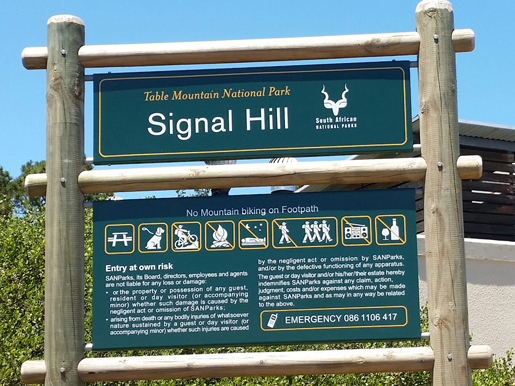 Table Mountain National Park
Signal Hill
South African
NATIONAL PARKS
No Mountain biking on Footpath
Entry at own risk
SANParks, its Board, directors, employees and agents
are not liable for any loss or damage:
• or the property or possession of any guest,
resident or day visitor (or accompanying
minor) whether such damage is caused by the
negligent act or omission of SANParks;
• arising from death or any bodily injuries of whatsoever
nature sustained by a guest or day visitor (or
accompanying minor) whether such injuries are caused
by the negligent act or omission by SANParks,
and/or by the defective functioning of any apparatus.
The guest or day visitor and/or his/her/their estate hereby
indemnifies SANParks against any claim, action,
judgment, costs and/or expenses which may be made
against SANParks and as may in any way be related
to the above.
EMERGENCY 086 1106 417